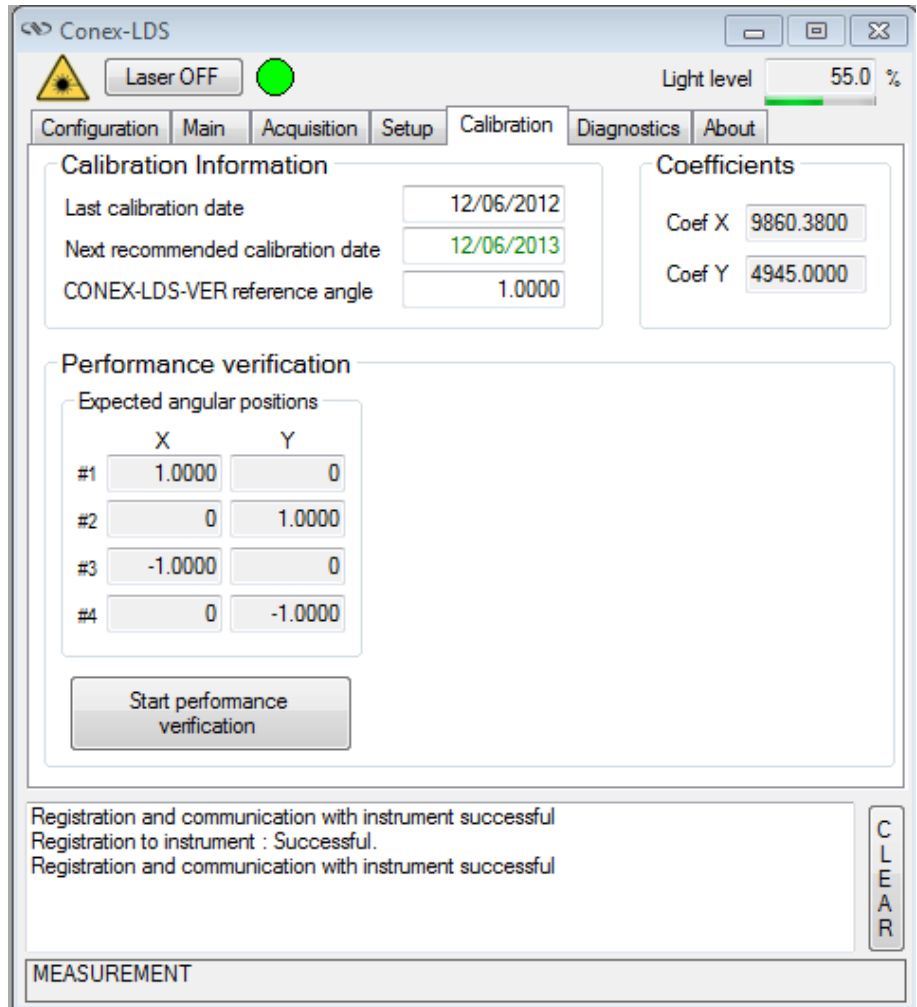 Conex-LDS
Laser OFF
Light level 55.0 %
Configuration Main Acquisition Setup Calibration Diagnostics About
Calibration Information
Last calibration date 12/06/2012
Next recommended calibration date 12/06/2013
CONEX-LDS-VER reference angle 1.0000
Coefficients
Coef X 9860.3800
Coef Y 4945.0000
Performance verification
Expected angular positions
X Y
#1 1.0000 0
#2 0 1.0000
#3 -1.0000 0
#4 0 -1.0000
Start performance
verification
Registration and communication with instrument successful
Registration to instrument : Successful.
Registration and communication with instrument successful
CLEAR
MEASUREMENT